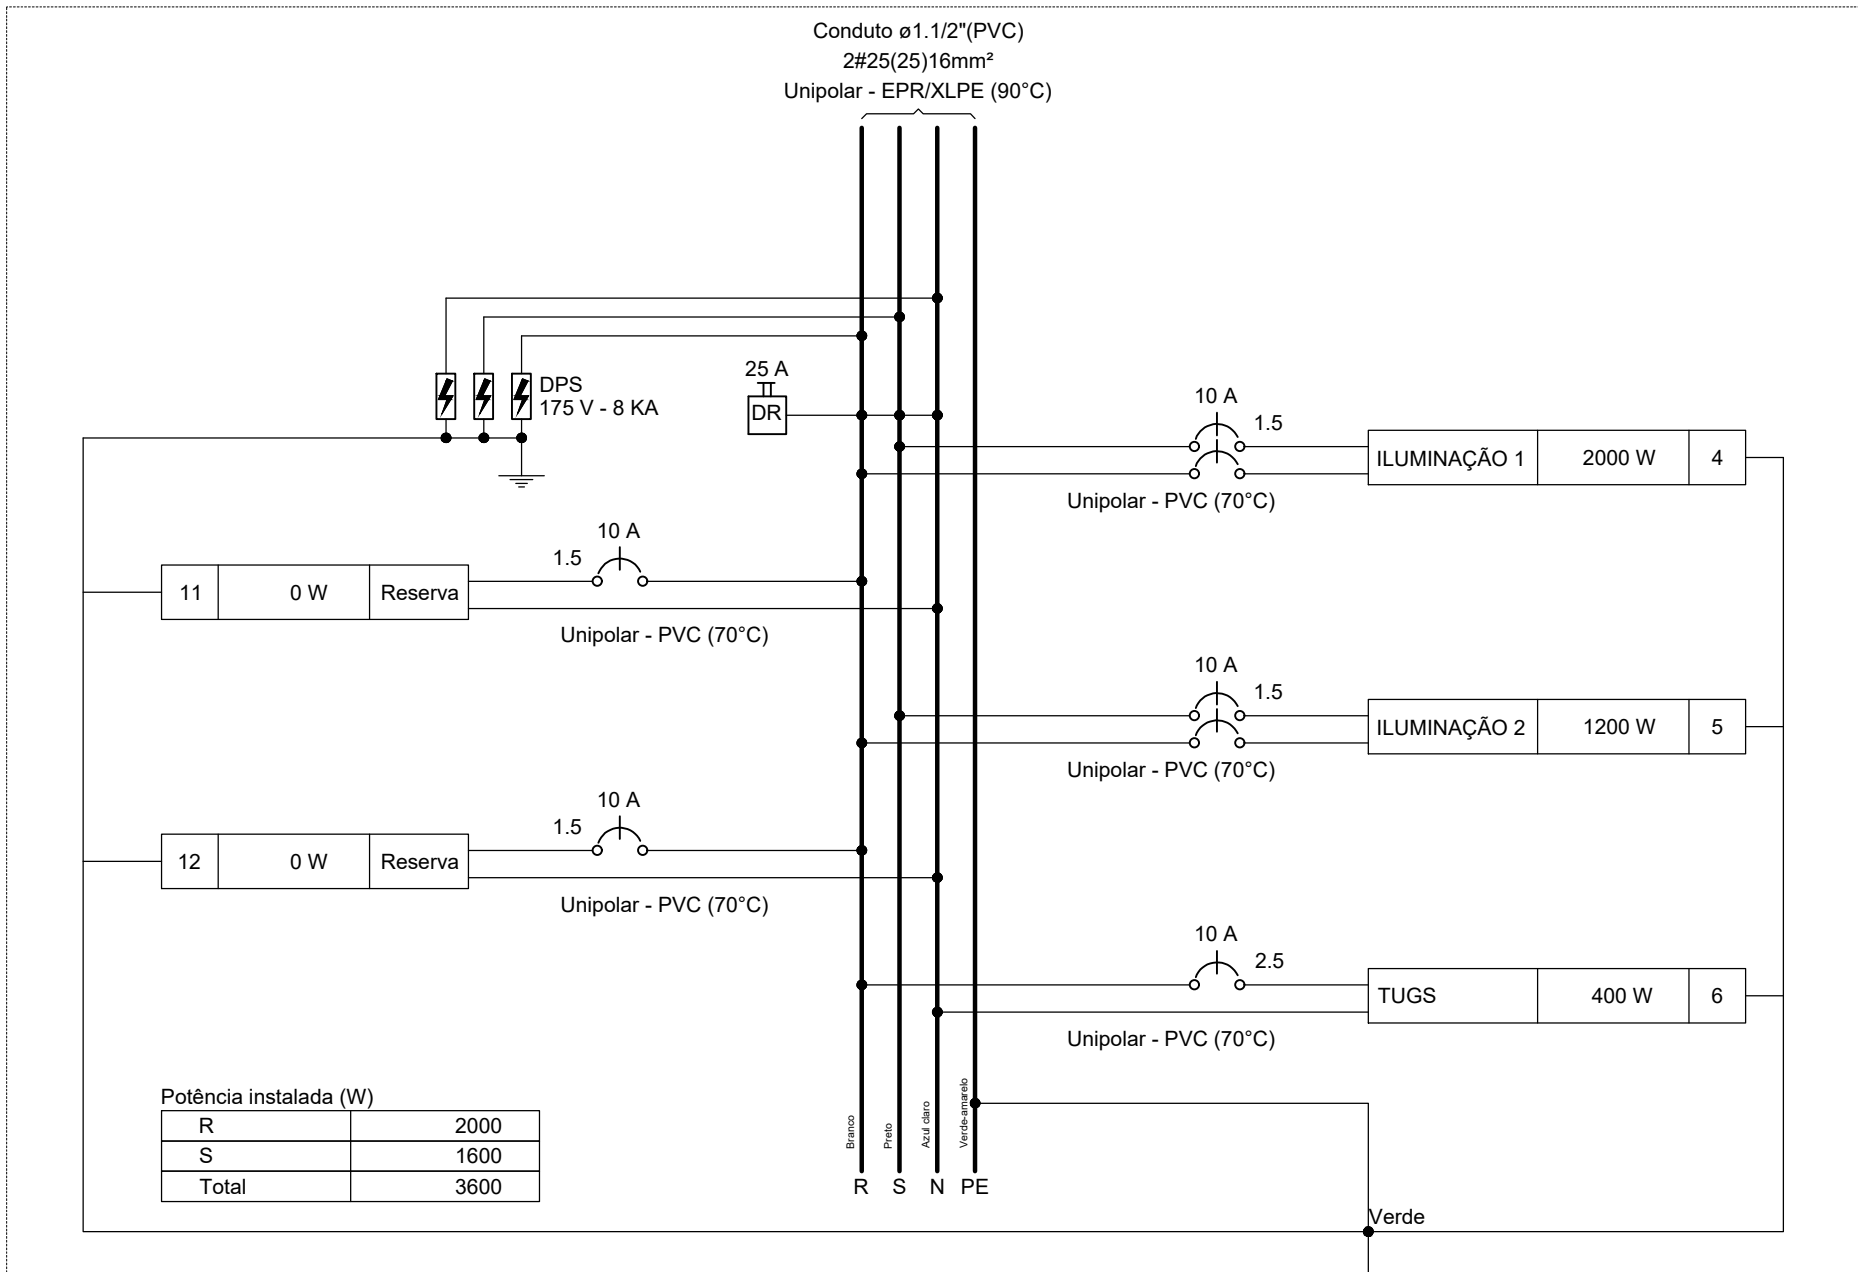 Conduto ø1.1/2"(PVC)
2#25(25)16mm²
Unipolar - EPR/XLPE (90°C)
DPS
175 V - 8 KA
25 A
DR
10 A
1.5
ILUMINAÇÃO 1 2000 W 4
Unipolar - PVC (70°C)
10 A
1.5
11 0 W Reserva
Unipolar - PVC (70°C)
10 A
1.5
ILUMINAÇÃO 2 1200 W 5
Unipolar - PVC (70°C)
10 A
1.5
12 0 W Reserva
Unipolar - PVC (70°C)
10 A
2.5
TUGS 400 W 6
Unipolar - PVC (70°C)
Potência instalada (W)
R 2000
S 1600
Total 3600
Branco
Preto
Azul claro
Verde-amarelo
R S N PE
Verde